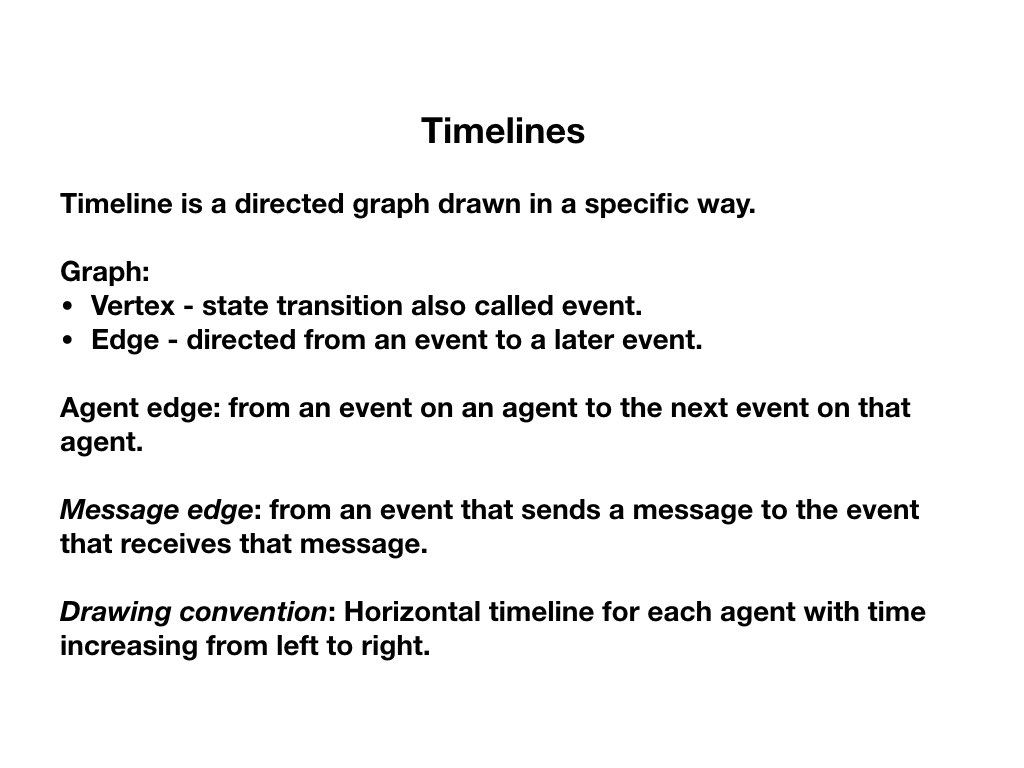 Timelines
Timeline is a directed graph drawn in a specific way.
Graph:
• Vertex - state transition also called event.
• Edge - directed from an event to a later event.
Agent edge: from an event on an agent to the next event on that
agent.
Message edge: from an event that sends a message to the event
that receives that message.
Drawing convention: Horizontal timeline for each agent with time
increasing from left to right.